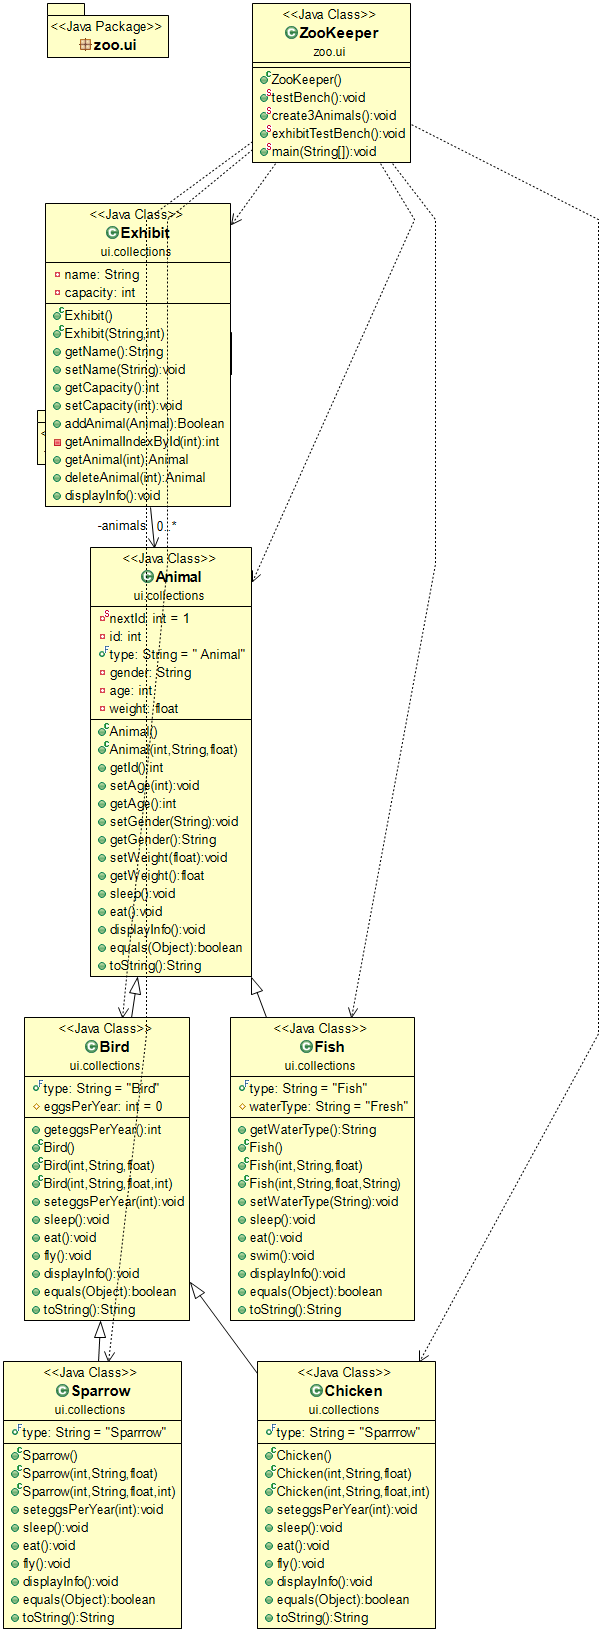 <<Java Package>>
zoo.ui
<<Java Class>>
ZooKeeper
zoo.ui
ZooKeeper()
testBench():void
create3Animals():void
exhibitTestBench():void
main(String[]):void
<<Java Class>>
Exhibit
ui.collections
name: String
capacity: int
Exhibit()
Exhibit(String,int)
getName():String
setName(String):void
getCapacity():int
setCapacity(int):void
addAnimal(Animal):Boolean
getAnimalIndexById(int):int
getAnimal(int):Animal
deleteAnimal(int):Animal
displayInfo():void
-animals 0..*
<<Java Class>>
Animal
ui.collections
nextId: int = 1
id: int
type: String = " Animal"
gender: String
age: int
weight: float
Animal()
Animal(int,String,float)
getId():int
setAge(int):void
getAge():int
setGender(String):void
getGender():String
setWeight(float):void
getWeight():float
sleep():void
eat():void
displayInfo():void
equals(Object):boolean
toString():String
<<Java Class>>
Bird
ui.collections
type: String = "Bird"
eggsPerYear: int = 0
geteggsPerYear():int
Bird()
Bird(int,String,float)
Bird(int,String,float,int)
seteggsPerYear(int):void
sleep():void
eat():void
fly():void
displayInfo():void
equals(Object):boolean
toString():String
<<Java Class>>
Fish
ui.collections
type: String = "Fish"
waterType: String = "Fresh"
getWaterType():String
Fish()
Fish(int,String,float)
Fish(int,String,float,String)
setWaterType(String):void
sleep():void
eat():void
swim():void
displayInfo():void
equals(Object):boolean
toString():String
<<Java Class>>
Sparrow
ui.collections
type: String = "Sparrrow"
Sparrow()
Sparrow(int,String,float)
Sparrow(int,String,float,int)
seteggsPerYear(int):void
sleep():void
eat():void
fly():void
displayInfo():void
equals(Object):boolean
toString():String
<<Java Class>>
Chicken
ui.collections
type: String = "Sparrrow"
Chicken()
Chicken(int,String,float)
Chicken(int,String,float,int)
seteggsPerYear(int):void
sleep():void
eat():void
fly():void
displayInfo():void
equals(Object):boolean
toString():String